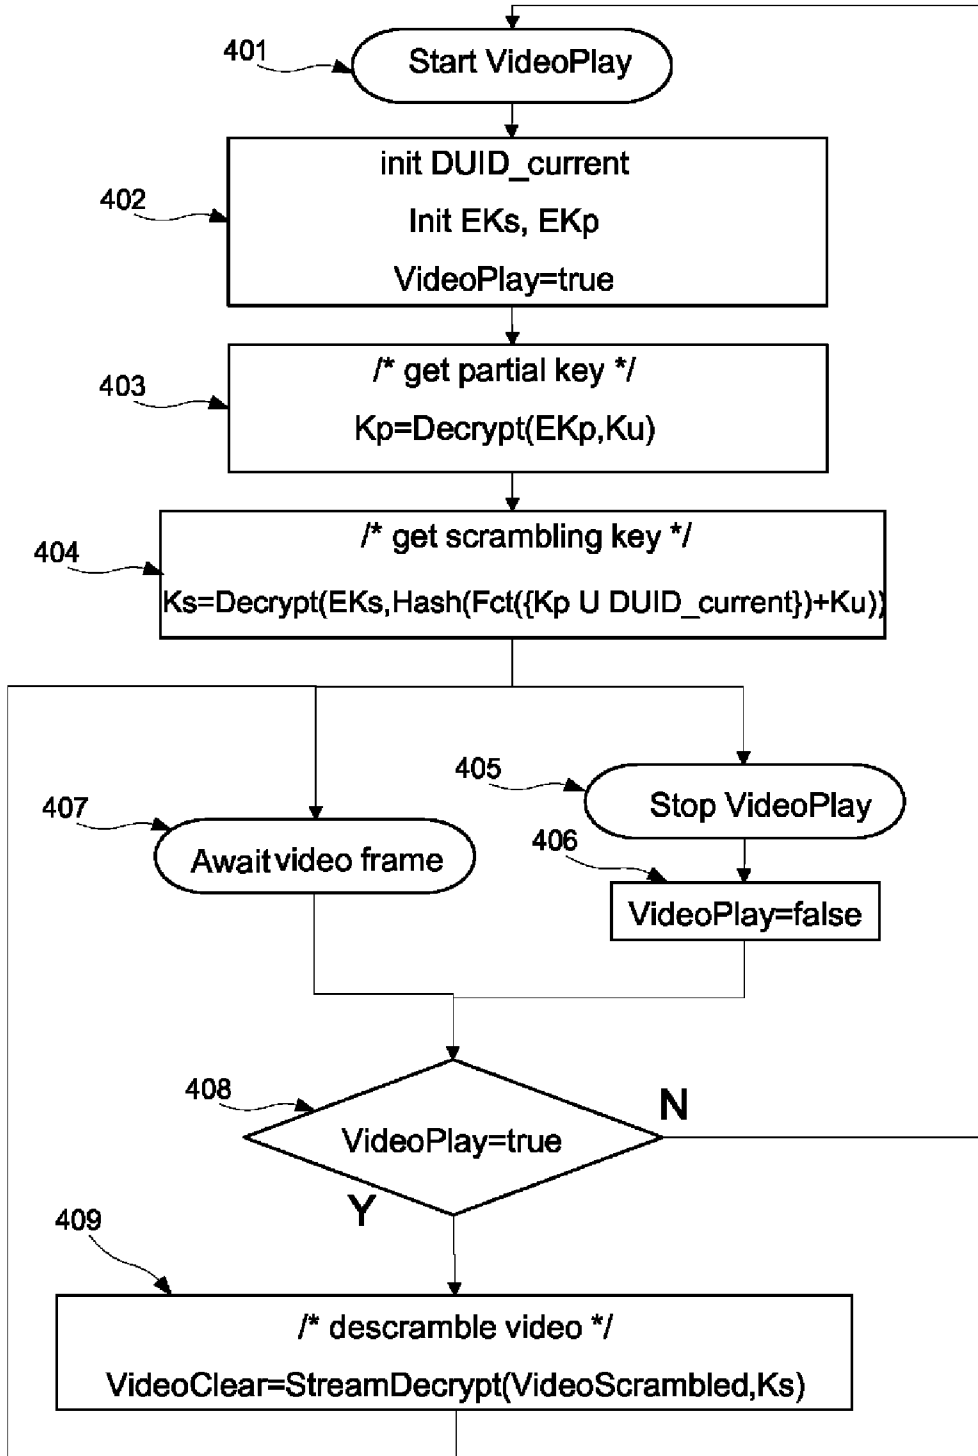 401
Start VideoPlay
402
init DUID_current
Init EKs, EKp
VideoPlay=true
403
/* get partial key */
Kp=Decrypt(EKp,Ku)
404
/* get scrambling key */
Ks=Decrypt(EKs,Hash(Fct({Kp U DUID_current})+Ku))
405
Stop VideoPlay
407
Await video frame
406
VideoPlay=false
408
VideoPlay=true
N
Y
409
/* descramble video */
VideoClear=StreamDecrypt(VideoScrambled,Ks)